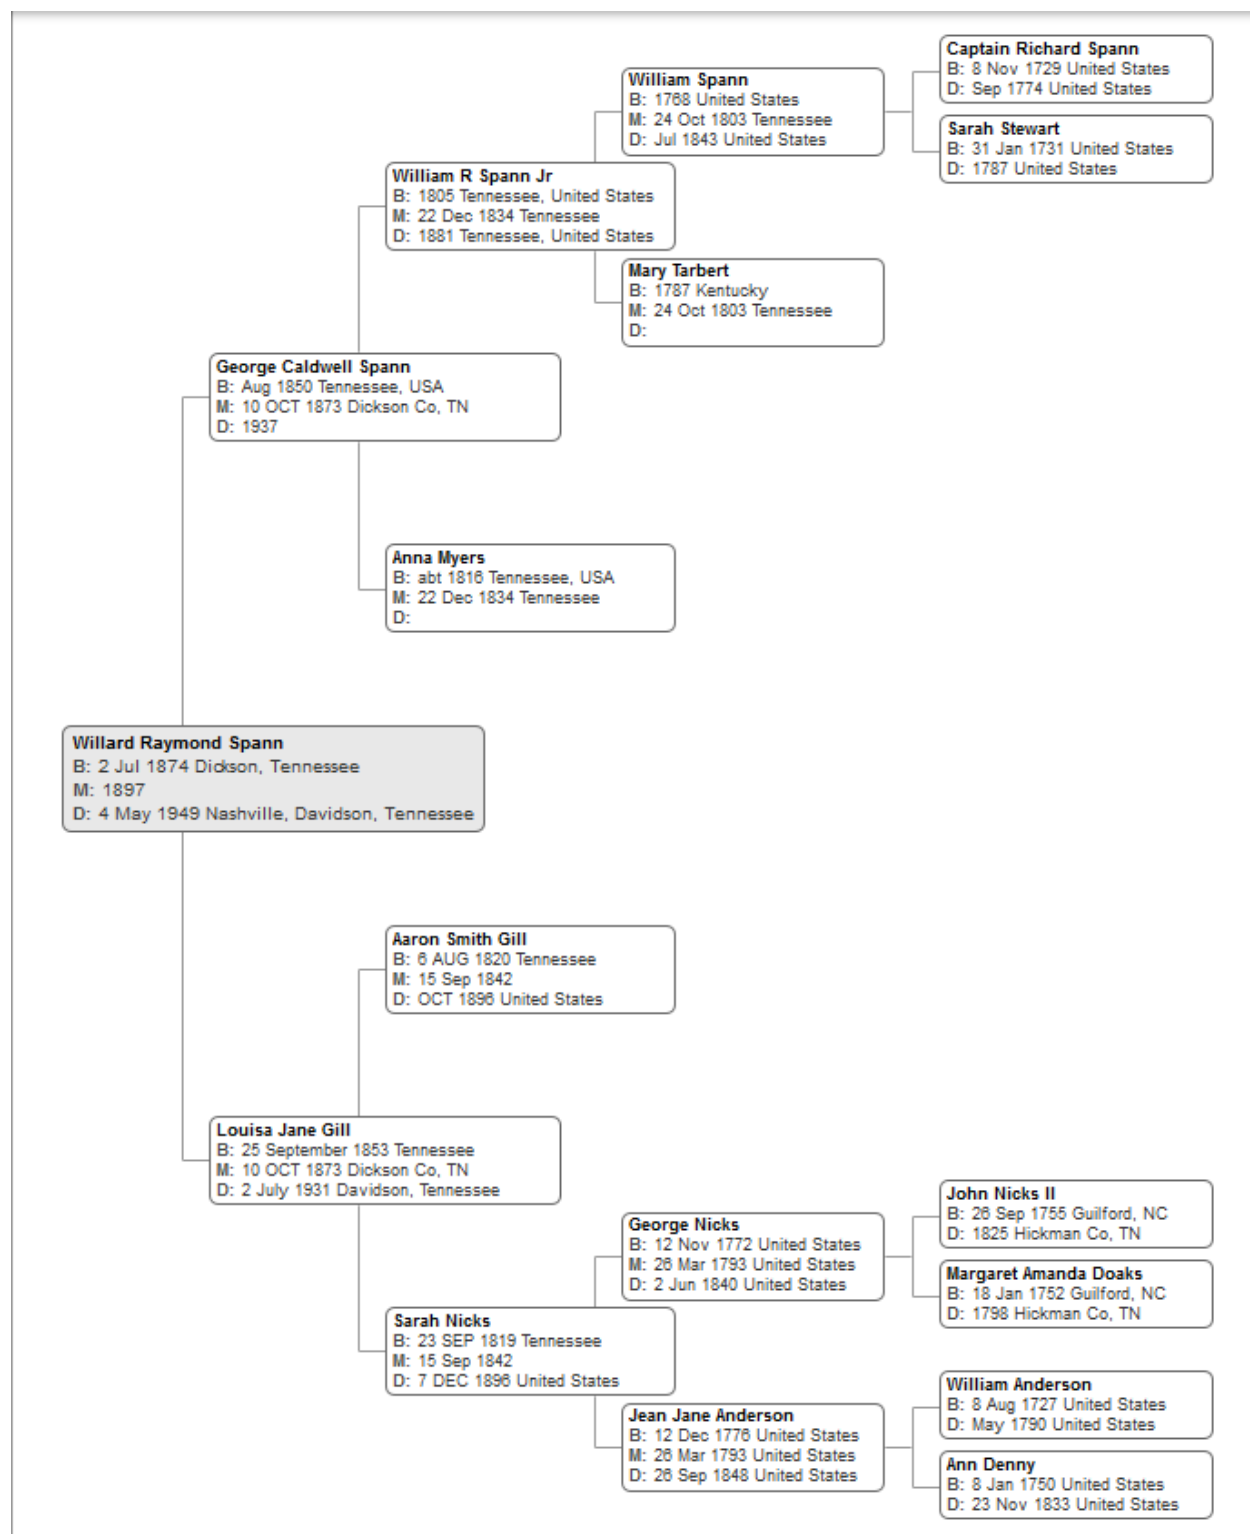 Captain Richard Spann
B: 8 Nov 1729 United States
D: Sep 1774 United States
William Spann
B: 1768 United States
M: 24 Oct 1803 Tennessee
D: Jul 1843 United States
Sarah Stewart
B: 31 Jan 1731 United States
D: 1787 United States
William R Spann Jr
B: 1805 Tennessee, United States
M: 22 Dec 1834 Tennessee
D: 1881 Tennessee, United States
Mary Tarbert
B: 1787 Kentucky
M: 24 Oct 1803 Tennessee
D:
George Caldwell Spann
B: Aug 1850 Tennessee, USA
M: 10 OCT 1873 Dickson Co, TN
D: 1937
Anna Myers
B: abt 1816 Tennessee, USA
M: 22 Dec 1834 Tennessee
D:
Willard Raymond Spann
B: 2 Jul 1874 Dickson, Tennessee
M: 1897
D: 4 May 1949 Nashville, Davidson, Tennessee
Aaron Smith Gill
B: 6 AUG 1820 Tennessee
M: 15 Sep 1842
D: OCT 1896 United States
Louisa Jane Gill
B: 25 September 1853 Tennessee
M: 10 OCT 1873 Dickson Co, TN
D: 2 July 1931 Davidson, Tennessee
John Nicks II
B: 26 Sep 1755 Guilford, NC
D: 1825 Hickman Co, TN
George Nicks
B: 12 Nov 1772 United States
M: 26 Mar 1793 United States
D: 2 Jun 1840 United States
Margaret Amanda Doaks
B: 18 Jan 1752 Guilford, NC
D: 1798 Hickman Co, TN
Sarah Nicks
B: 23 SEP 1819 Tennessee
M: 15 Sep 1842
D: 7 DEC 1896 United States
William Anderson
B: 8 Aug 1727 United States
D: May 1790 United States
Jean Jane Anderson
B: 12 Dec 1776 United States
M: 26 Mar 1793 United States
D: 26 Sep 1848 United States
Ann Denny
B: 8 Jan 1750 United States
D: 23 Nov 1833 United States